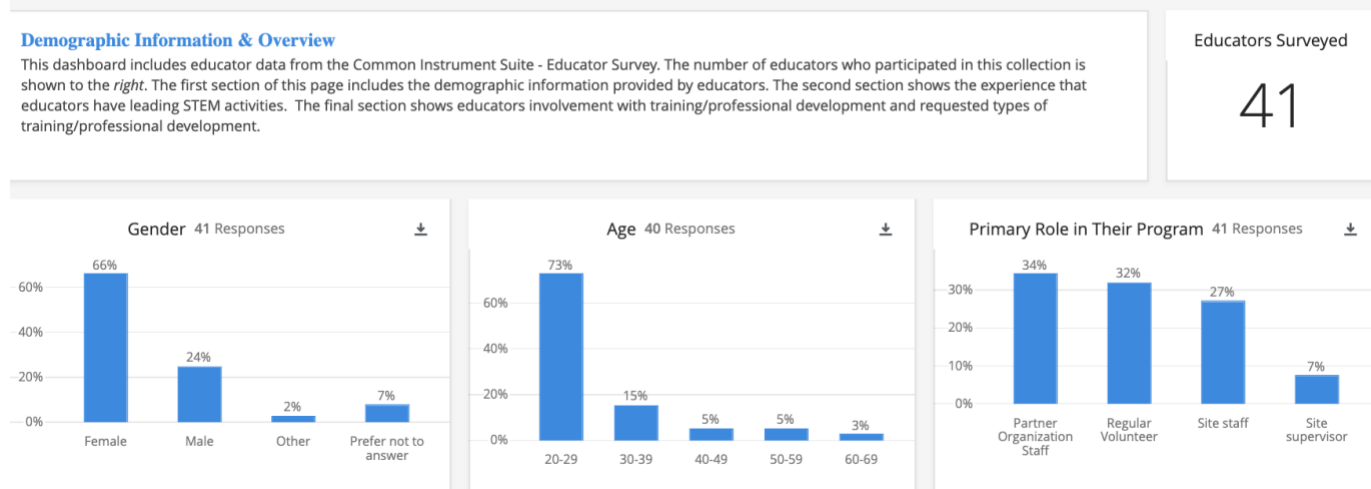 Demographic Information & Overview
This dashboard includes educator data from the Common Instrument Suite - Educator Survey. The number of educators who participated in this collection is
shown to the right. The first section of this page includes the demographic information provided by educators. The second section shows the experience that
educators have leading STEM activities.  The final section shows educators involvement with training/professional development and requested types of
training/professional development.
Educators Surveyed
41
Gender 41 Responses
66%
60%
40%
24%
20%
7%
2%
0%
Female
Male
Other
Prefer not to
answer
Age 40 Responses
73%
60%
40%
20%
15%
5%
5%
3%
0%
20-29
30-39
40-49
50-59
60-69
Primary Role in Their Program 41 Responses
34%
32%
30%
27%
20%
10%
7%
0%
Partner
Organization
Staff
Regular
Volunteer
Site staff
Site
supervisor